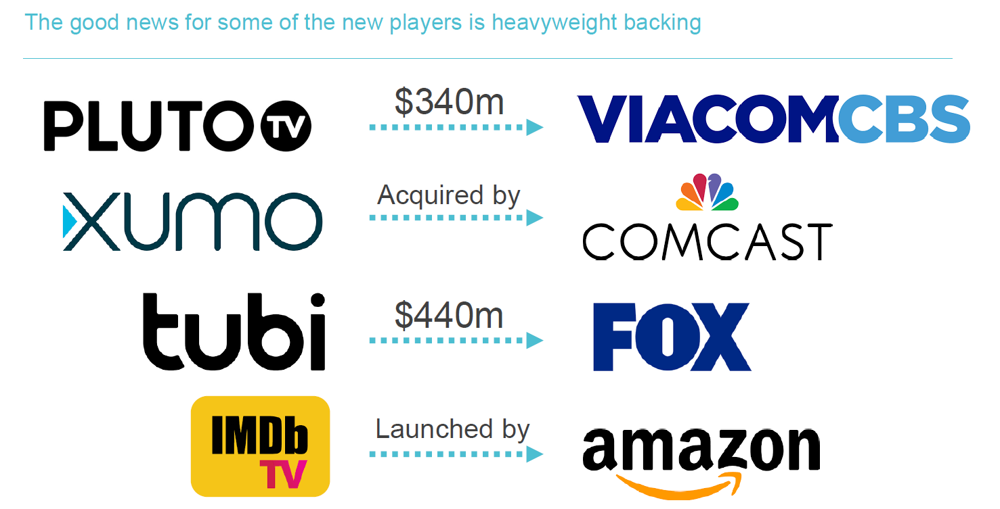 The good news for some of the new players is heavyweight backing
PLUTO TV
$340m
VIACOMCBS
XUMO
Acquired by
COMCAST
tubi
$440m
FOX
IMDb
TV
Launched by
amazon